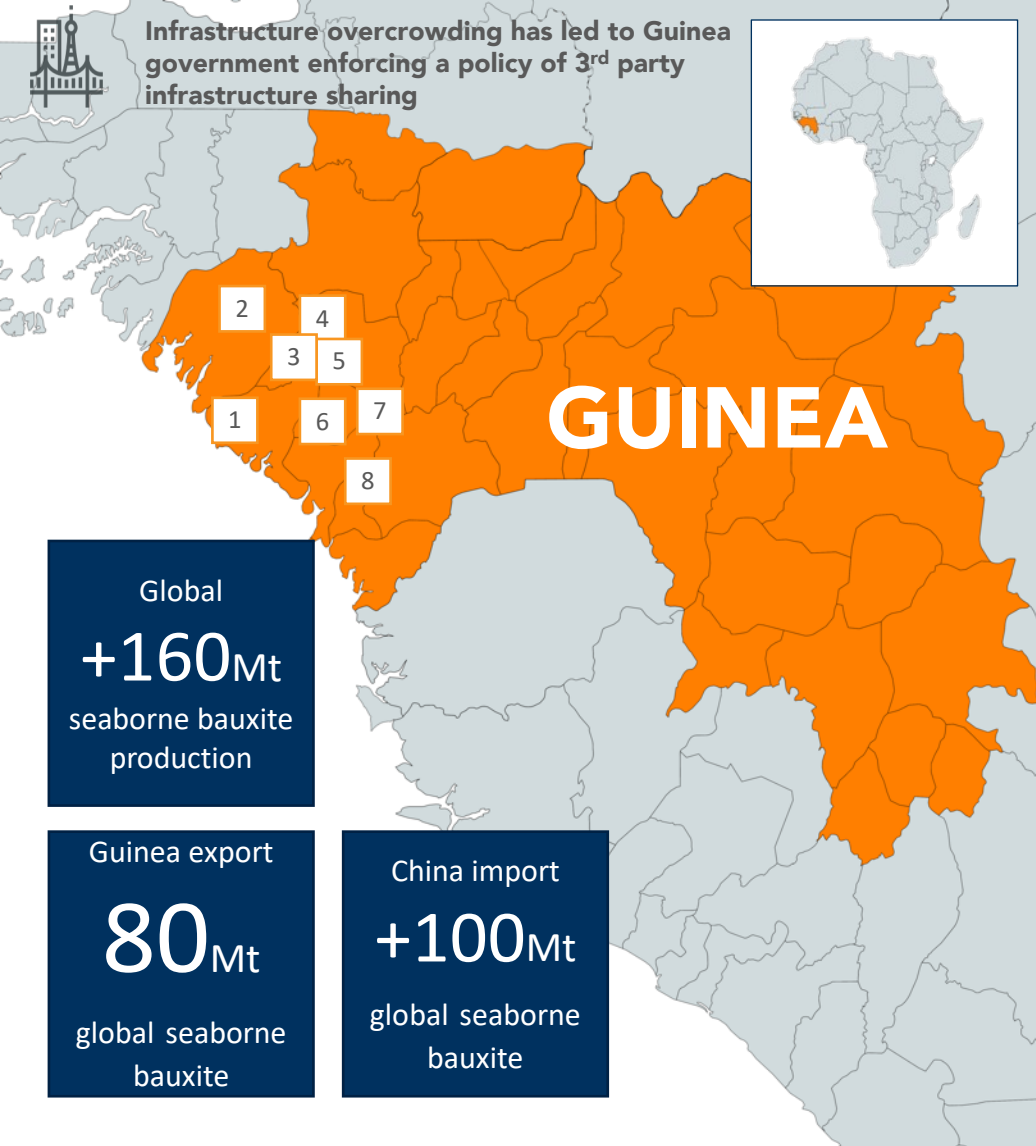 Infrastructure overcrowding has led to Guinea
government enforcing a policy of 3rd party
infrastructure sharing
2
4
3
5
1
6
7
8
GUINEA
Global
+160Mt
seaborne bauxite
production
Guinea export
80Mt
global seaborne
bauxite
China import
+100Mt
global seaborne
bauxite